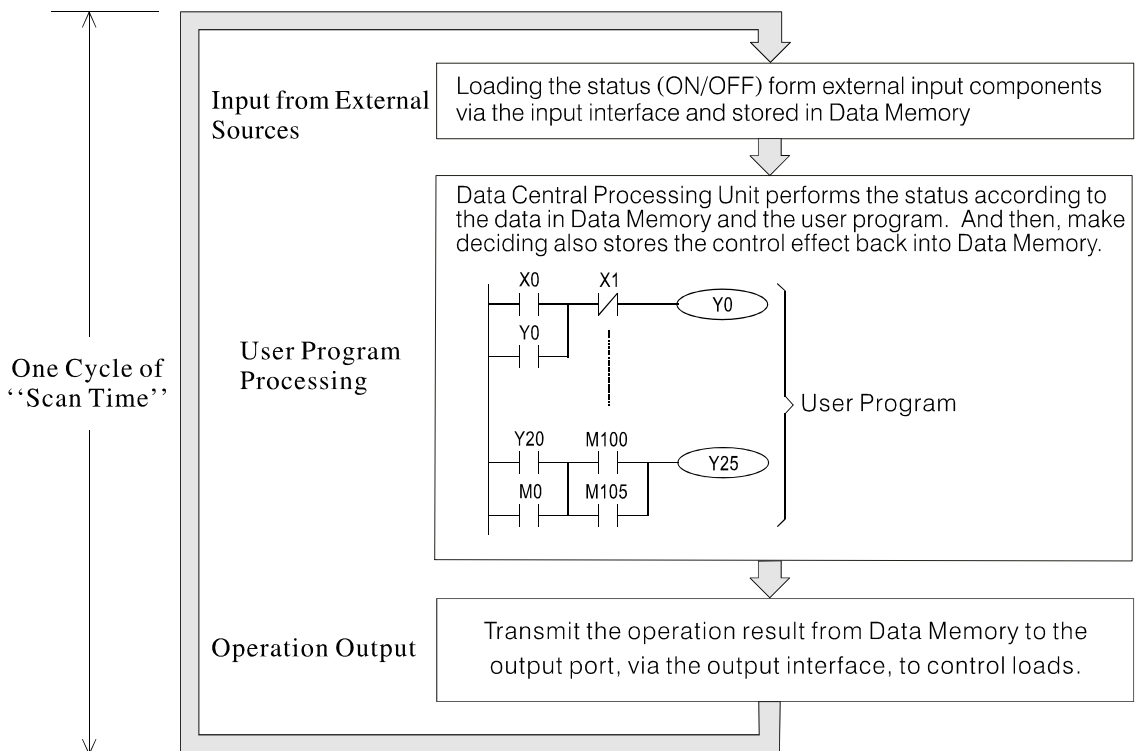 Input from External
Sources
Loading the status (ON/OFF) form external input components
via the input interface and stored in Data Memory
One Cycle of
‘‘Scan Time’’
User Program
Processing
Data Central Processing Unit performs the status according to
the data in Data Memory and the user program. And then, make
deciding also stores the control effect back into Data Memory.
X0 X1
Y0
Y0
Y20 M100
Y25
M0 M105
User Program
Operation Output
Transmit the operation result from Data Memory to the
output port, via the output interface, to control loads.